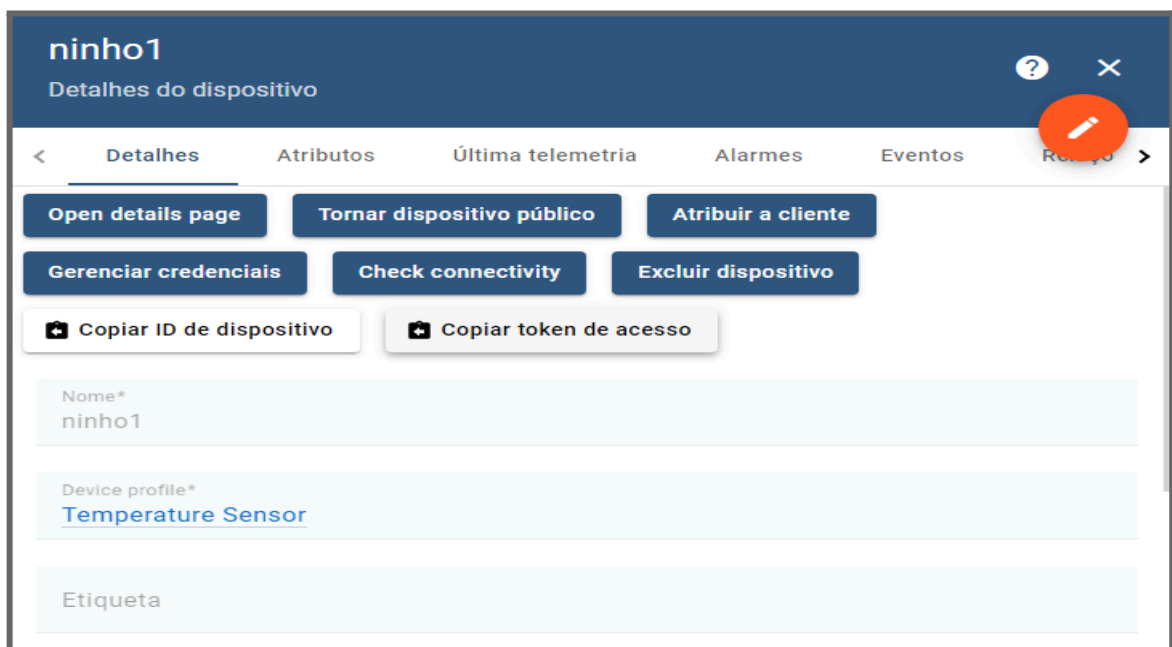 ninho1
Detalhes do dispositivo
Detalhes Atributos Última telemetria Alarmes Eventos
Open details page Tornar dispositivo público Atribuir a cliente
Gerenciar credenciais Check connectivity Excluir dispositivo
Copiar ID de dispositivo Copiar token de acesso
Nome*
ninho1
Device profile*
Temperature Sensor
Etiqueta